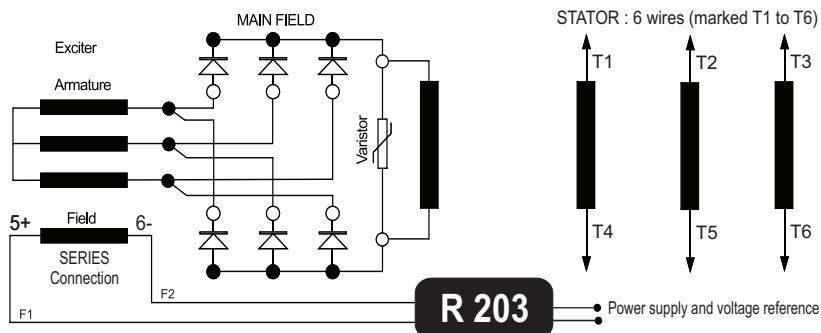 MAIN FIELD
STATOR : 6 wires (marked T1 to T6)
Exciter
Armature
T1
T2
T3
Varistor
5+
Field
6-
T4
T5
T6
SERIES
Connection
F2
F1
R 203
Power supply and voltage reference